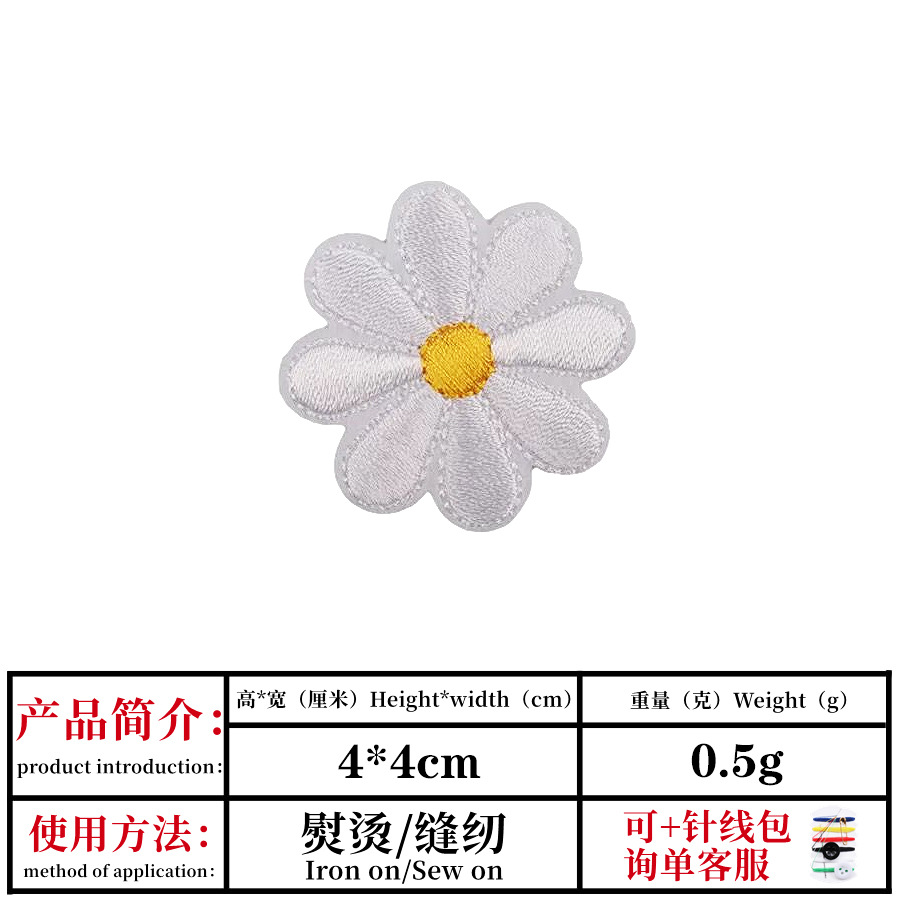 产品简介：
product introduction：
高*宽（厘米）Height*width（cm）
重量（克）Weight（g）
4*4cm
0.5g
使用方法：
method of application：
熨烫/缝纫
Iron on/Sew on
可+针线包
询单客服